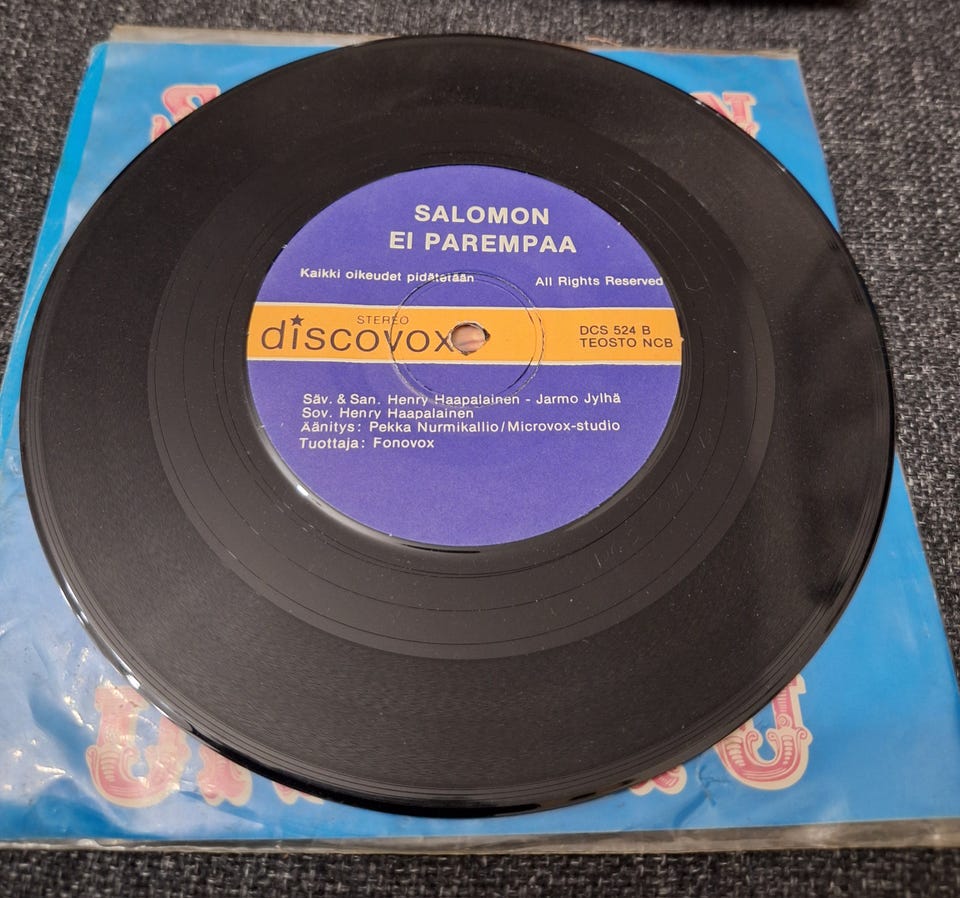 SALOMON
EI PAREMPAA
Kaikki oikeudet pidätetään All Rights Reserved
STEREO
discovox
DCS 524 B
TEOSTO NCB
Säv. & San. Henry Haapalainen - Jarmo Jylhä
Sov. Henry Haapalainen
Äänitys: Pekka Nurmikallio/Microvox-studio
Tuottaja: Fonovox